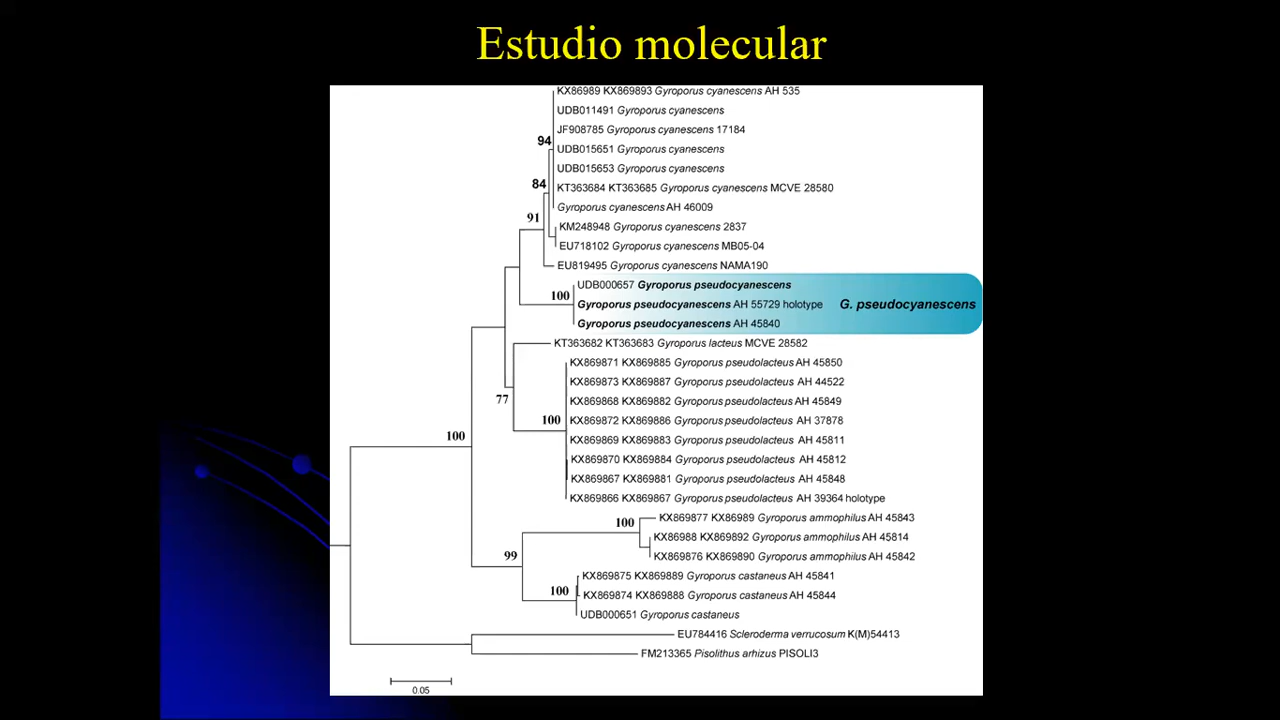 Estudio molecular
KX86989 KX869893 Gyroporus cyanescens AH 535
UDB011491 Gyroporus cyanescens
JF908785 Gyroporus cyanescens 17184
94
UDB015651 Gyroporus cyanescens
UDB015653 Gyroporus cyanescens
84
KT363684 KT363685 Gyroporus cyanescens MCVE 28580
Gyroporus cyanescens AH 46009
91
KM248948 Gyroporus cyanescens 2837
EU718102 Gyroporus cyanescens MB05-04
EU819495 Gyroporus cyanescens NAMA190
UDB000657 Gyroporus pseudocyanescens
100
Gyroporus pseudocyanescens AH 55729 holotype
G. pseudocyanescens
Gyroporus pseudocyanescens AH 45840
KT363682 KT363683 Gyroporus lacteus MCVE 28582
KX869871 KX869885 Gyroporus pseudolacteus AH 45850
KX869873 KX869887 Gyroporus pseudolacteus AH 44522
77
KX869868 KX869882 Gyroporus pseudolacteus AH 45849
100
KX869872 KX869886 Gyroporus pseudolacteus AH 37878
100
KX869869 KX869883 Gyroporus pseudolacteus AH 45811
KX869870 KX869884 Gyroporus pseudolacteus AH 45812
KX869867 KX869881 Gyroporus pseudolacteus AH 45848
KX869866 KX869867 Gyroporus pseudolacteus AH 39364 holotype
100
KX869877 KX86989 Gyroporus ammophilus AH 45843
KX86988 KX869892 Gyroporus ammophilus AH 45814
99
KX869876 KX869890 Gyroporus ammophilus AH 45842
KX869875 KX869889 Gyroporus castaneus AH 45841
100
KX869874 KX869888 Gyroporus castaneus AH 45844
UDB000651 Gyroporus castaneus
EU784416 Scleroderma verrucosum K(M)54413
FM213365 Pisolithus arhizus PISOLI3
0.05